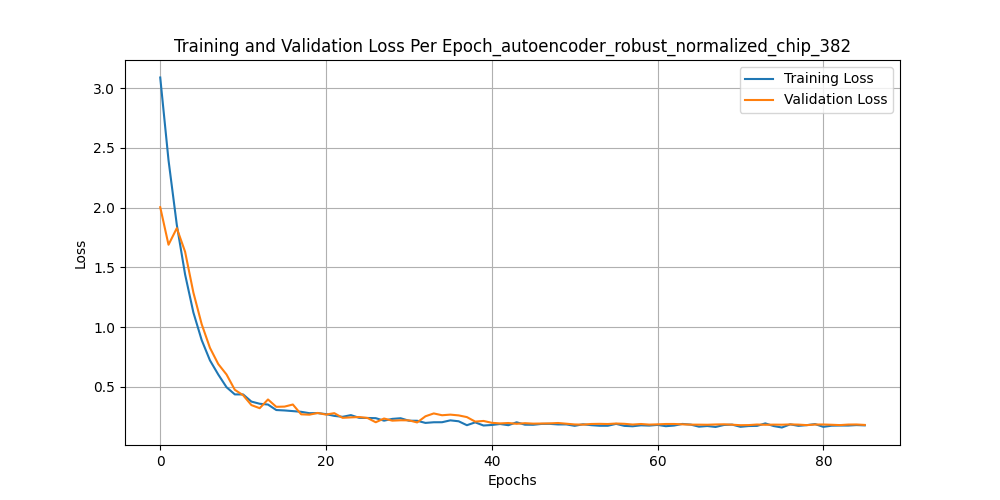 Training and Validation Loss Per Epoch_autoencoder_robust_normalized_chip_382
Training Loss
Validation Loss
3.0
2.5
2.0
1.5
1.0
0.5
Loss
0 20 40 60 80
Epochs